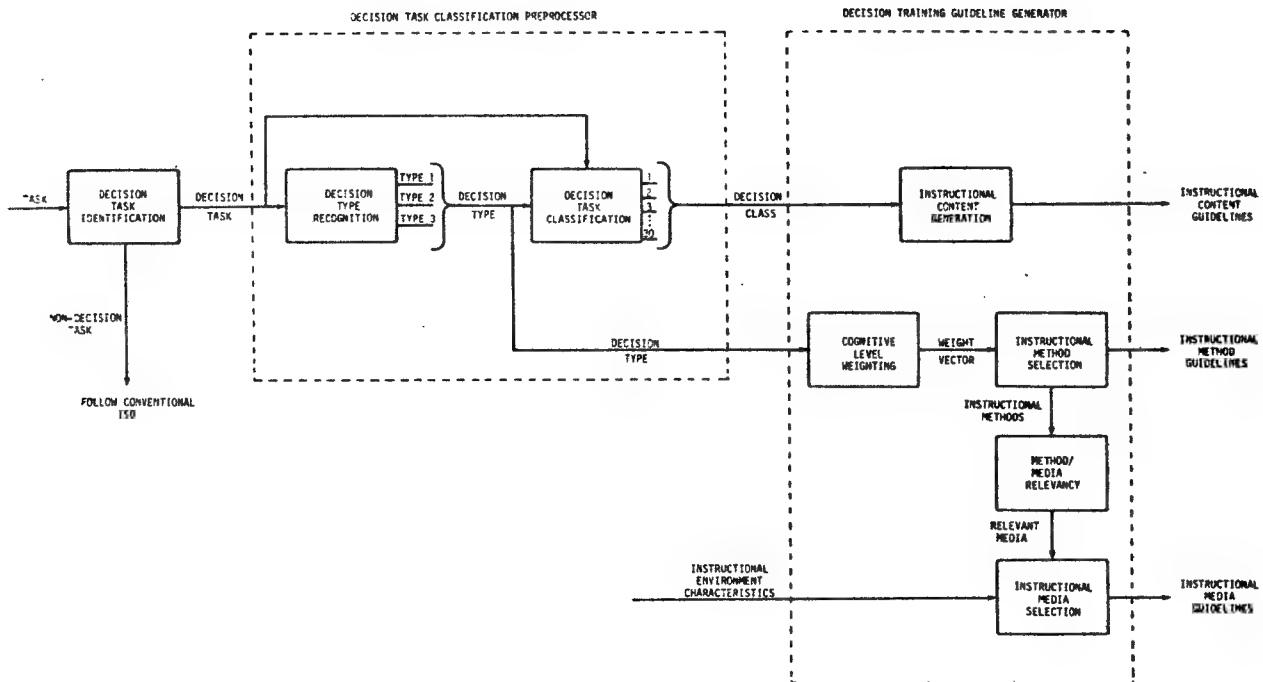 DECISION TASK CLASSIFICATION PREPROCESSOR
DECISION TRAINING GUIDELINE GENERATOR
TASK
DECISION
TASK
IDENTIFICATION
DECISION
TASK
DECISION
TYPE
RECOGNITION
TYPE 1
TYPE 2
TYPE 3
DECISION
TYPE
DECISION
TASK
CLASSIFICATION
1
2
3
30
DECISION
CLASS
INSTRUCTIONAL
CONTENT
GENERATION
INSTRUCTIONAL
CONTENT
GUIDELINES
NON-DECISION
TASK
FOLLOW CONVENTIONAL
ISD
DECISION
TYPE
COGNITIVE
LEVEL
WEIGHTING
WEIGHT
VECTOR
INSTRUCTIONAL
METHOD
SELECTION
INSTRUCTIONAL
METHOD
GUIDELINES
INSTRUCTIONAL
METHODS
METHOD/
MEDIA
RELEVANCY
RELEVANT
MEDIA
INSTRUCTIONAL
ENVIRONMENT
CHARACTERISTICS
INSTRUCTIONAL
MEDIA
SELECTION
INSTRUCTIONAL
MEDIA
GUIDELINES